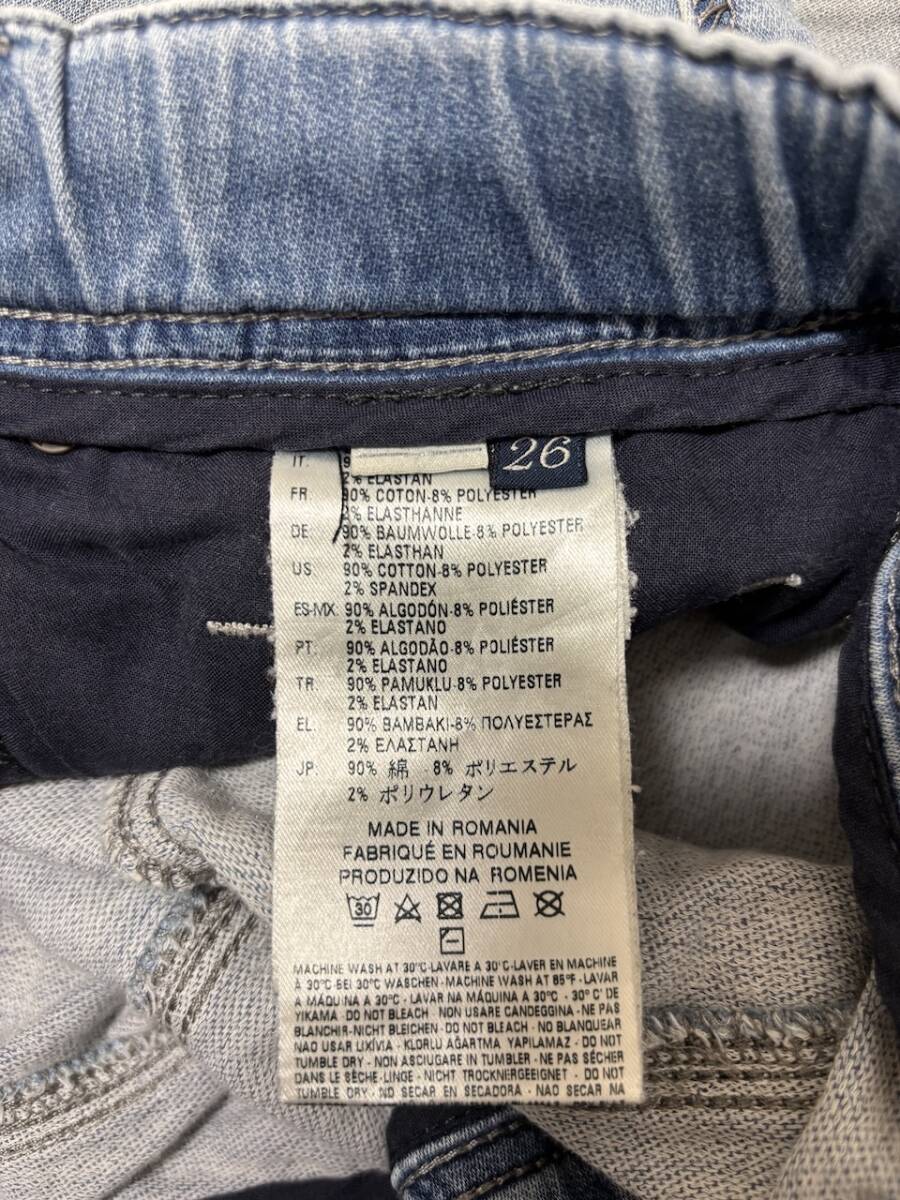 26
IT. 9
2% ELASTAN
FR. 90% COTON-8% POLYESTER
2% ELASTHANNE
DE 90% BAUMWOLLE-8% POLYESTER
2% ELASTHAN
US. 90% COTTON-8% POLYESTER
2% SPANDEX
ES-MX. 90% ALGODÓN-8% POLIÉSTER
2% ELASTANO
PT. 90% ALGODÃO-8% POLIÉSTER
2% ELASTANO
TR. 90% PAMUKLU-8% POLYESTER
2% ELASTAN
EL. 90% BAMBAKI-8% ΠΟΛΥΕΣΤΕΡΑΣ
2% ΕΛΑΣΤΑΝΗ
JP. 90% 綿 -8% ポリエステル
2% ポリウレタン
MADE IN ROMANIA
FABRIQUÉ EN ROUMANIE
PRODUZIDO NA ROMENIA
30
MACHINE WASH AT 30°C-LAVARE A 30°C-LAVER EN MACHINE
À 30°C-BEI 30°C WASCHEN-MACHINE WASH AT 85°F-LAVAR
A MÁQUINA A 30°C - LAVAR NA MÁQUINA A 30°C - 30°C' DE
YIKAMA - DO NOT BLEACH - NON USARE CANDEGGINA - NE PAS
BLANCHIR-NICHT BLEICHEN-DO NOT BLEACH - NO BLANQUEAR
NAO USAR LIXÍVIA - KLORLU AĞARTMA YAPILAMAZ - DO NOT
TUMBLE DRY - NON ASCIUGARE IN TUMBLER - NE PAS SÉCHER
DANS LE SÈCHE-LINGE - NICHT TROCKNERGEEIGNET - DO NOT
TUMBLE DRY - NO SECAR EN SECADORA - NAO SECAR NA